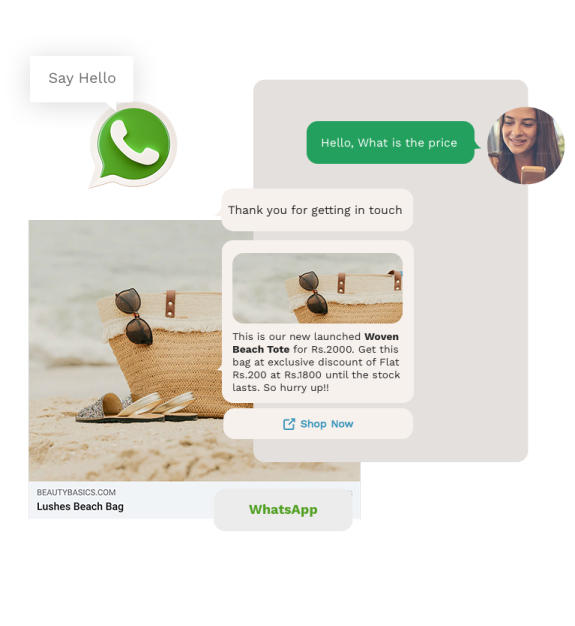 Say Hello
Hello, What is the price
Thank you for getting in touch
This is our new launched Woven
Beach Tote for Rs.2000. Get this
bag at exclusive discount of Flat
Rs.200 at Rs.1800 until the stock
lasts. So hurry up!!
Shop Now
BEAUTYBASICS.COM
Lushes Beach Bag
WhatsApp